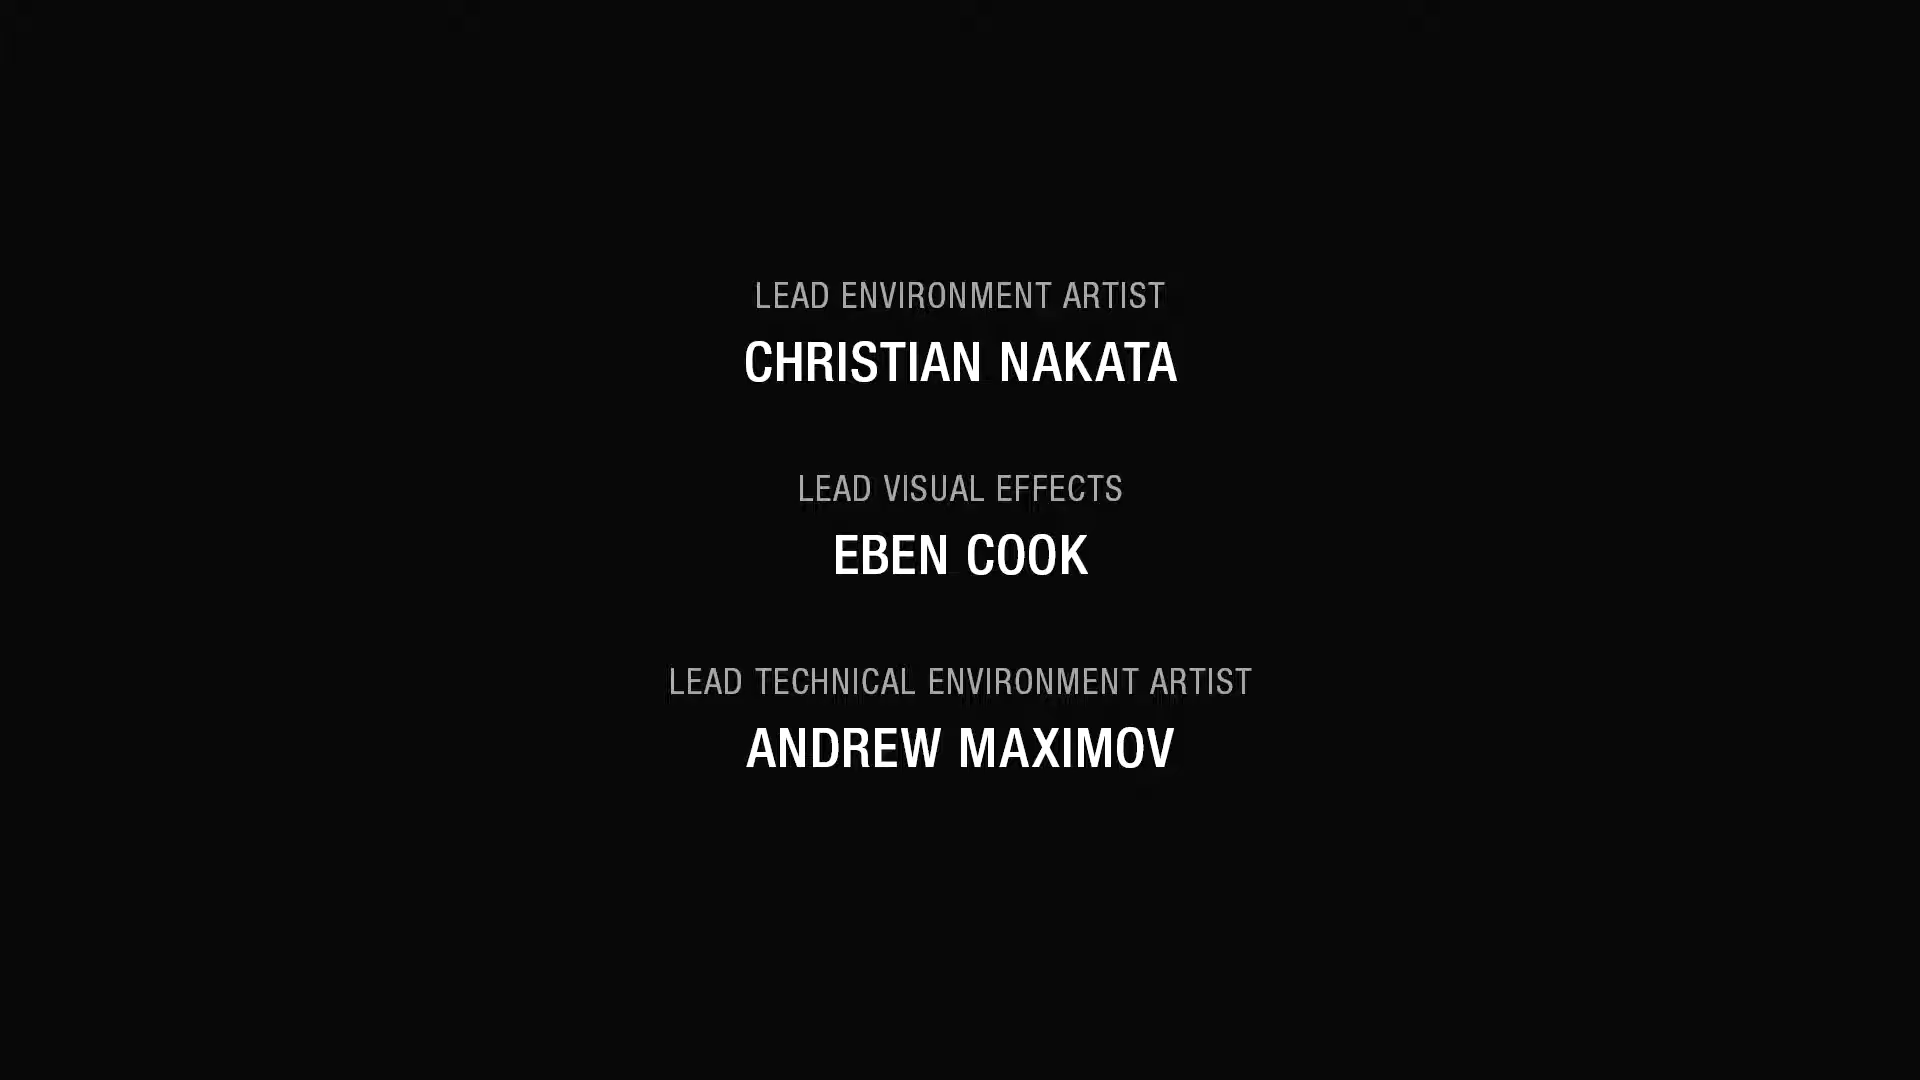 LEAD ENVIRONMENT ARTIST
CHRISTIAN NAKATA
LEAD VISUAL EFFECTS
EBEN COOK
LEAD TECHNICAL ENVIRONMENT ARTIST
ANDREW MAXIMOV